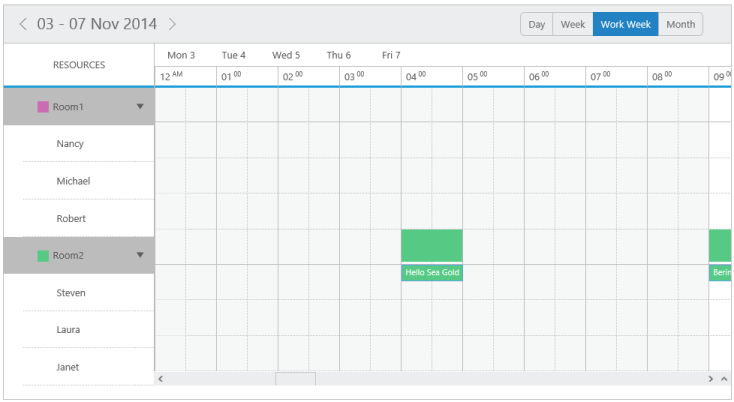 03 - 07 Nov 2014
Day Week Work Week Month
RESOURCES
Mon 3 Tue 4 Wed 5 Thu 6 Fri 7
12 AM 01 00 02 00 03 00 04 00 05 00 06 00 07 00 08 00 09
Room1
Nancy
Michael
Robert
Room2
Hello Sea Gold
Steven
Laura
Janet